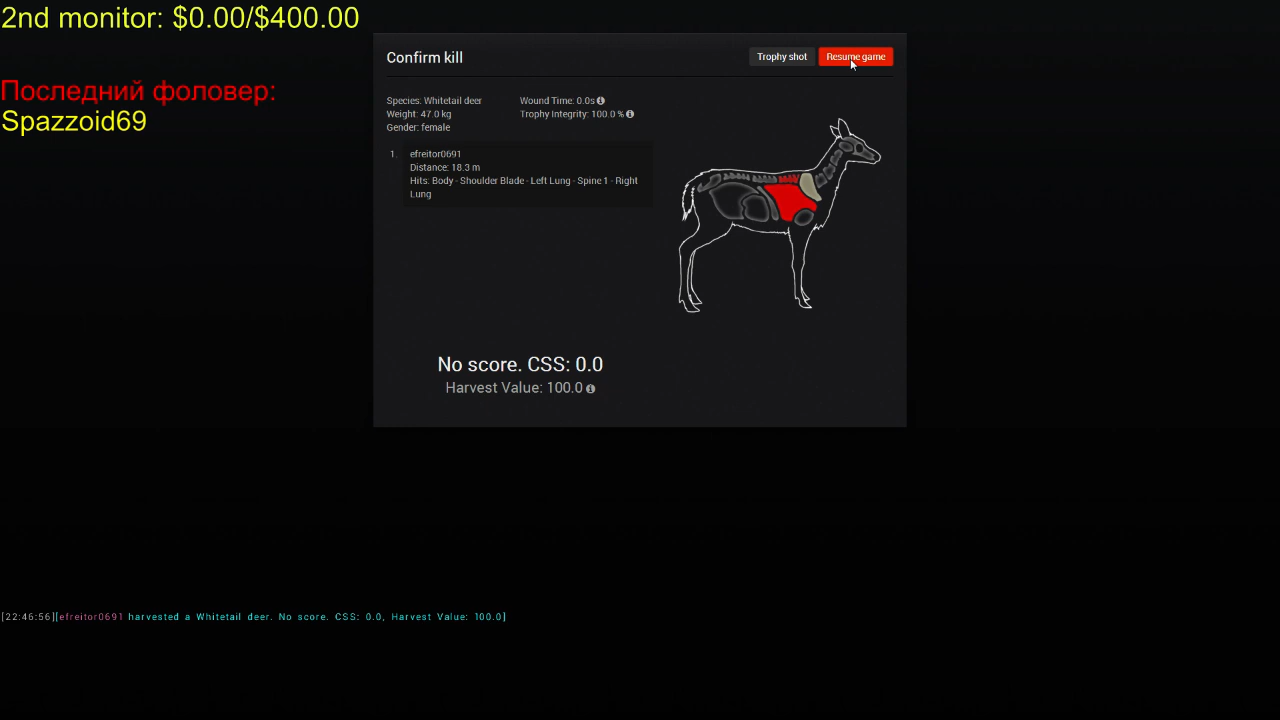 2nd monitor: $0.00/$400.00
Последний фоловер:
Spazzoid69
Confirm kill
Trophy shot
Resume game
Species: Whitetail deer
Weight: 47.0 kg
Gender: female
Wound Time: 0.0s
Trophy Integrity: 100.0 %
1. efreitor0691
Distance: 18.3 m
Hits: Body - Shoulder Blade - Left Lung - Spine 1 - Right
Lung
No score. CSS: 0.0
Harvest Value: 100.0
[22:46:56][efreitor0691 harvested a Whitetail deer. No score. CSS: 0.0, Harvest Value: 100.0]